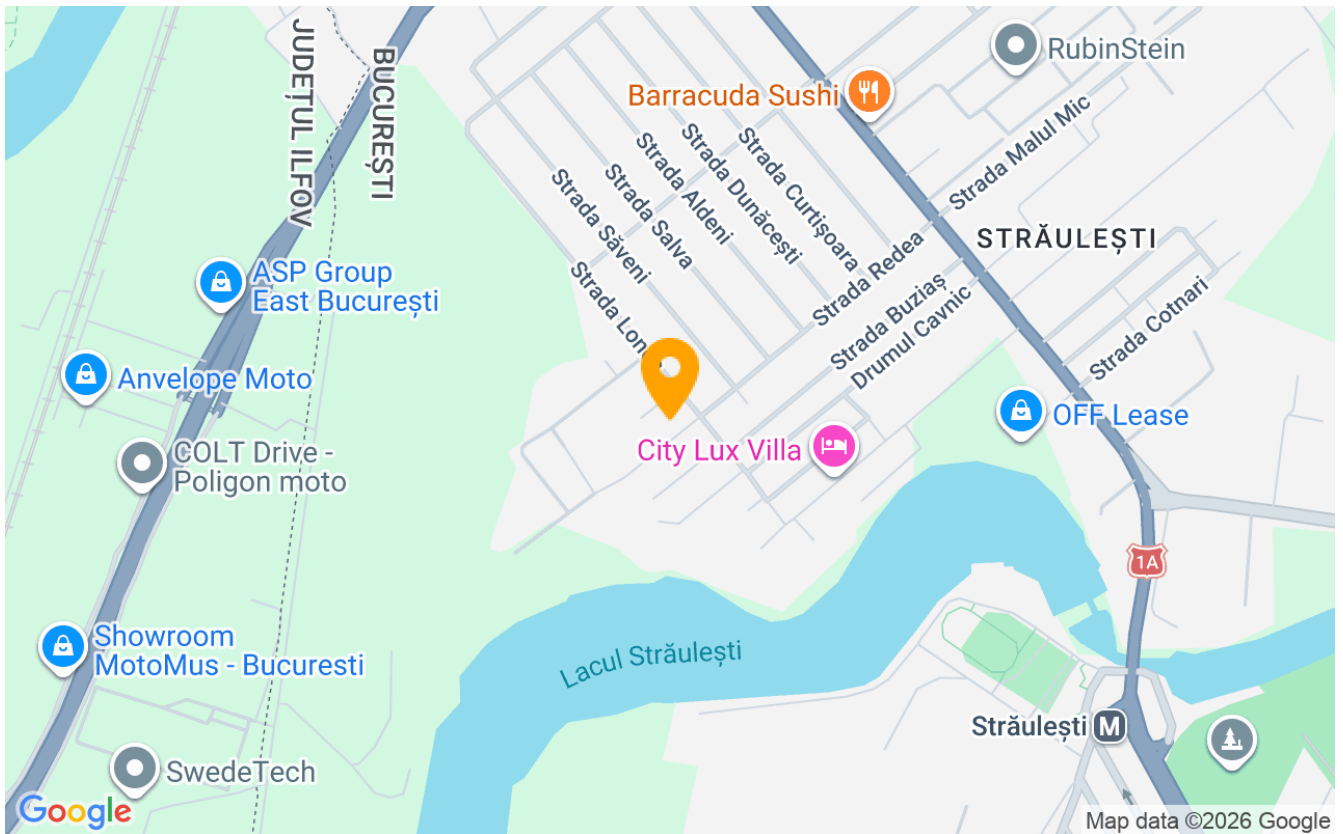 JUDEȚUL ILFOV
BUCUREȘTI
RubinStein
Barracuda Sushi
Strada Malul Mic
Strada Curtișoara
Strada Dunăcești
Strada Aldeni
Strada Salva
Strada Săveni
STRĂULEȘTI
Strada Redea
ASP Group
East București
Strada Buziaș
Drumul Cavnic
Strada Cotnari
Anvelope Moto
OFF Lease
City Lux Villa
COLT Drive -
Poligon moto
1A
Showroom
MotoMus - Bucuresti
Lacul Străulești
Străulești M
SwedeTech
Google
Map data ©2026 Google